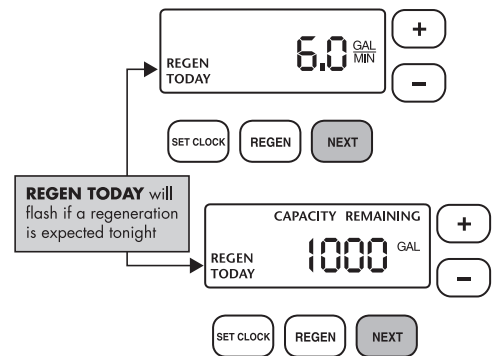 REGEN
TODAY
6.0 GAL
MIN
+
−
SET CLOCK
REGEN
NEXT
REGEN TODAY will
flash if a regeneration
is expected tonight
CAPACITY REMAINING
REGEN
TODAY
1000 GAL
+
−
SET CLOCK
REGEN
NEXT